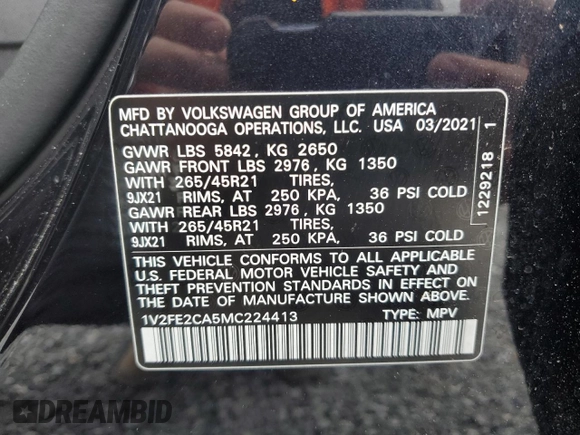 MFD BY VOLKSWAGEN GROUP OF AMERICA
CHATTANOOGA OPERATIONS, LLC. USA 03/2021
GVWR LBS 5842, KG 2650
GAWR FRONT LBS 2976, KG 1350
WITH 265/45R21 TIRES,
9JX21 RIMS, AT 250 KPA, 36 PSI COLD
GAWR REAR LBS 2976, KG 1350
WITH 265/45R21 TIRES,
9JX21 RIMS, AT 250 KPA, 36 PSI COLD
THIS VEHICLE CONFORMS TO ALL APPLICABLE
U.S. FEDERAL MOTOR VEHICLE SAFETY AND
THEFT PREVENTION STANDARDS IN EFFECT ON
THE DATE OF MANUFACTURE SHOWN ABOVE.
1V2FE2CA5MC224413 TYPE: MPV
1229218 1
DREAMBID